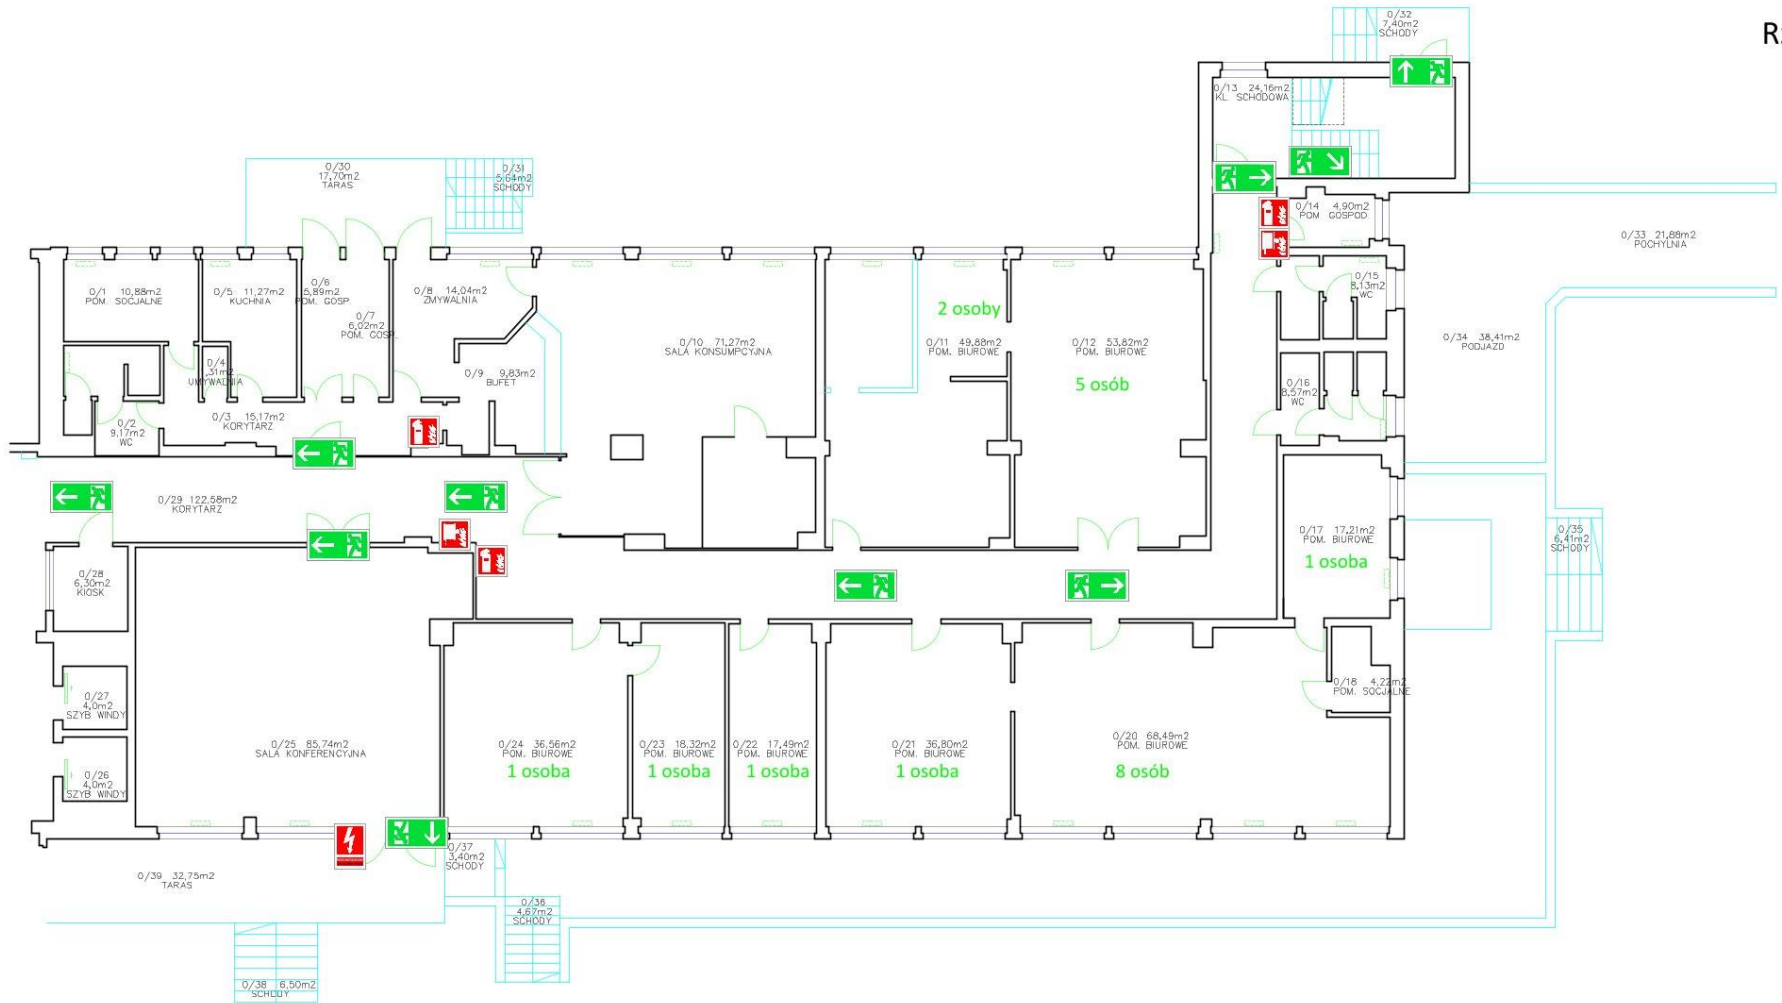 0/32
7,40m2
SCHODY
0/13 24,16m2
KL. SCHODOWA
0/30
17,70m2
TARAS
0/31
5,64m2
SCHODY
0/14 4,90m2
POM GOSPOD.
0/33 21,88m2
POCHYLNIA
0/1 10,88m2
POM. SOCJALNE
0/5 11,27m2
KUCHNIA
0/6
5,89m2
POM. GOSP.
0/7
6,02m2
POM. GOSP.
0/8 14,04m2
ZMYWALNIA
0/15
8,13m2
WC
2 osoby
0/10 71,27m2
SALA KONSUMPCYJNA
0/11 49,88m2
POM. BIUROWE
0/12 53,82m2
POM. BIUROWE
5 osób
0/34 38,41m2
PODJAZD
0/4
UMYWALNIA
0/9 9,83m2
BUFET
0/16
8,57m2
WC
0/2
9,17m2
WC
0/3 15,17m2
KORYTARZ
0/29 122,58m2
KORYTARZ
0/17 17,21m2
POM. BIUROWE
1 osoba
0/35
6,41m2
SCHODY
0/28
6,30m2
KIOSK
0/27
4,0m2
SZYB WINDY
0/18 4,22m2
POM. SOCJALNE
0/25 85,74m2
SALA KONFERENCYJNA
0/24 36,56m2
POM. BIUROWE
1 osoba
0/23 18,32m2
POM. BIUROWE
1 osoba
0/22 17,49m2
POM. BIUROWE
1 osoba
0/21 36,80m2
POM. BIUROWE
1 osoba
0/20 68,49m2
POM. BIUROWE
8 osób
0/26
4,0m2
SZYB WINDY
0/37
3,40m2
SCHODY
0/39 32,75m2
TARAS
0/36
4,67m2
SCHODY
0/38 6,50m2
SCHODY